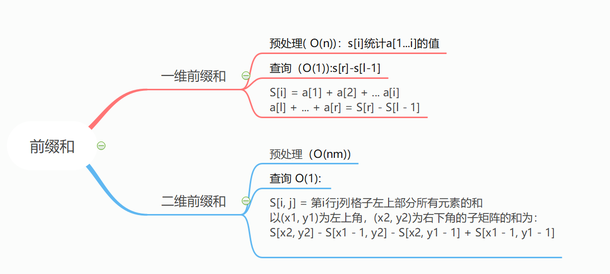 前缀和
一维前缀和
预处理( O(n))：s[i]统计a[1...i]的值
查询（O(1)):s[r]-s[l-1]
S[i] = a[1] + a[2] + ... a[i]
a[l] + ... + a[r] = S[r] - S[l - 1]
二维前缀和
预处理（O(nm))
查询 O(1):
S[i, j] = 第i行j列格子左上部分所有元素的和
以(x1, y1)为左上角，(x2, y2)为右下角的子矩阵的和为：
S[x2, y2] - S[x1 - 1, y2] - S[x2, y1 - 1] + S[x1 - 1, y1 - 1]